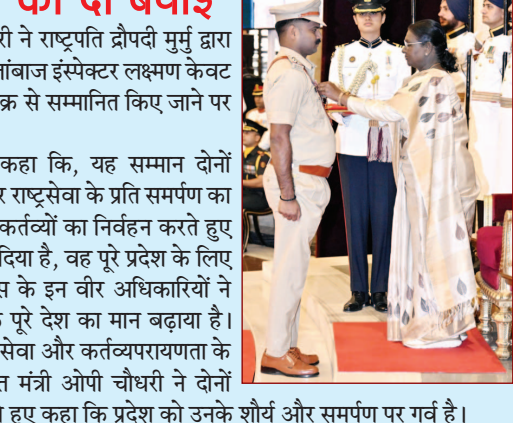 को दी बधाई
री ने राष्ट्रपति द्रौपदी मुर्मु द्वारा
जांबाज इंस्पेक्टर लक्ष्मण केवट
क्र से सम्मानित किए जाने पर
कहा कि, यह सम्मान दोनों
र राष्ट्रसेवा के प्रति समर्पण का
कर्तव्यों का निर्वहन करते हुए
दिया है, वह पूरे प्रदेश के लिए
स के इन वीर अधिकारियों ने
पूरे देश का मान बढ़ाया है।
सेवा और कर्तव्यपरायणता के
त मंत्री ओपी चौधरी ने दोनों
हुए कहा कि प्रदेश को उनके शौर्य और समर्पण पर गर्व है।